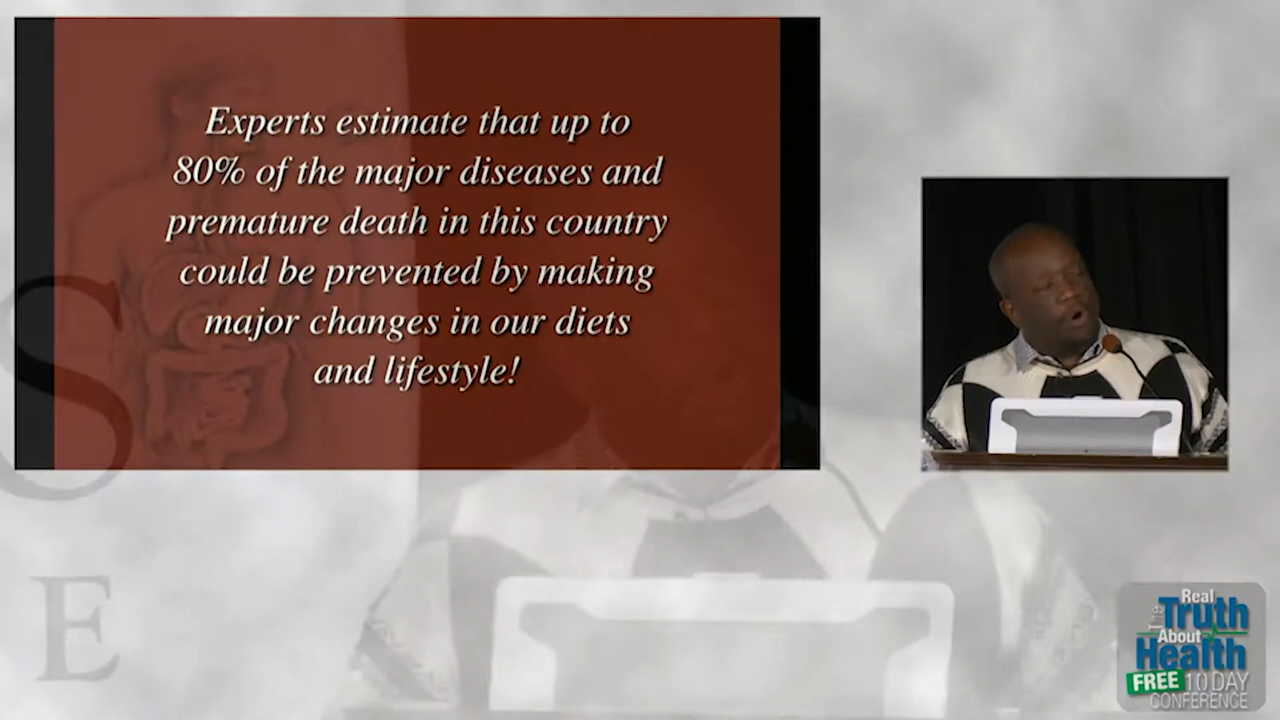 Experts estimate that up to
80% of the major diseases and
premature death in this country
could be prevented by making
major changes in our diets
and lifestyle!
S
E
The Real
Truth
About
Health
FREE 10 DAY
CONFERENCE